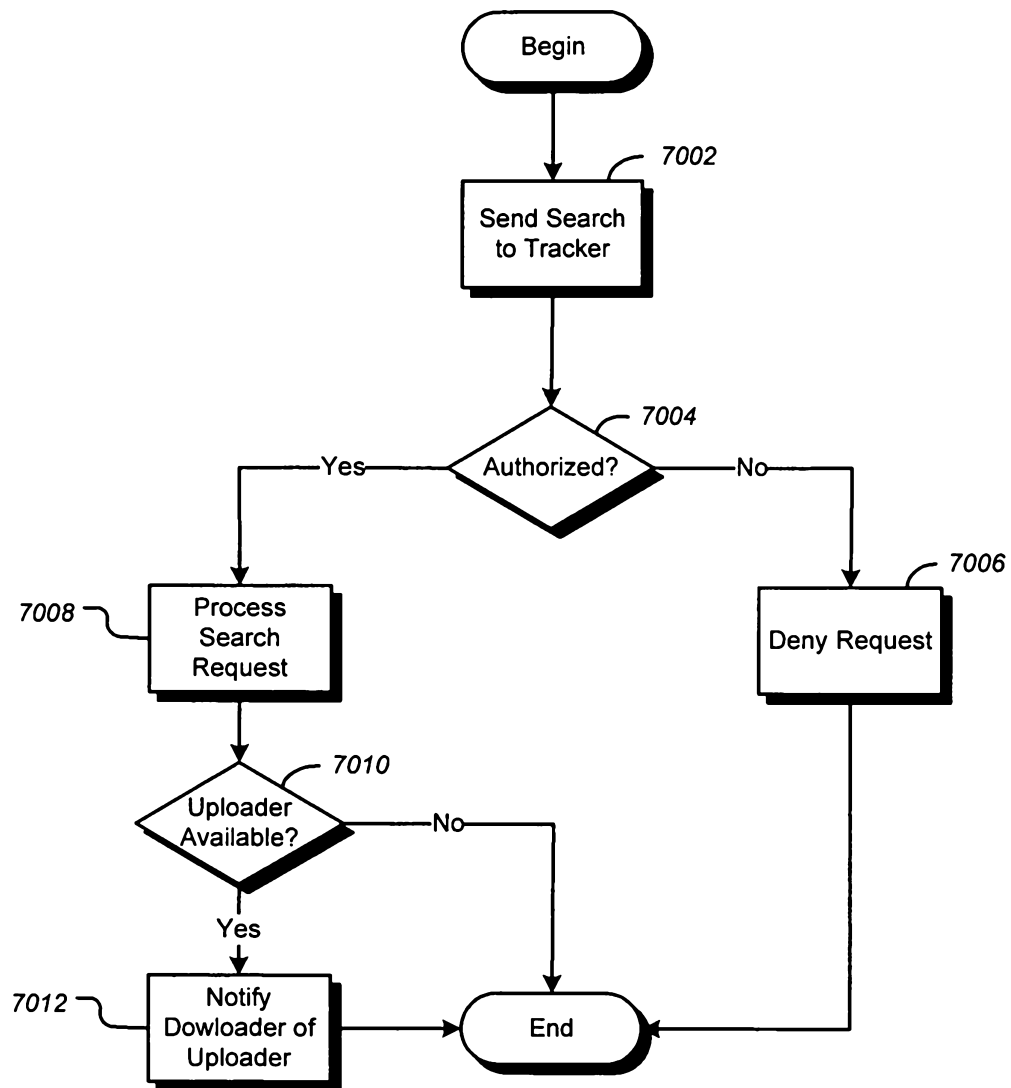 Begin
7002
Send Search
to Tracker
7004
Authorized?
Yes
No
7006
Deny Request
7008
Process
Search
Request
7010
Uploader
Available?
No
Yes
7012
Notify
Dowloader of
Uploader
End